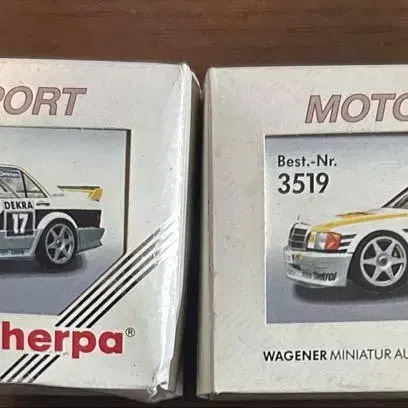 PORT
DEKRA
17
herpa®
MOTO
Best.-Nr.
3519
WAGENER MINIATUR AU